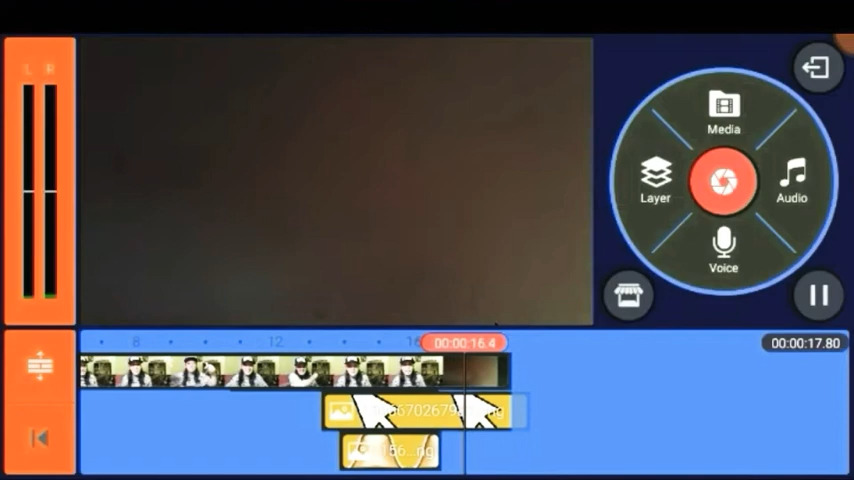 L R
Media
Layer
Audio
Voice
8
12
16
00:00:16.4
00:00:17.80